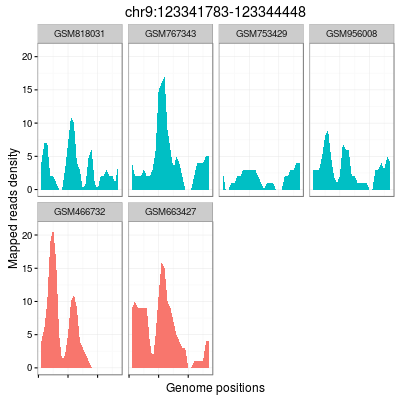 chr9:123341783-123344448
GSM818031 GSM767343 GSM753429 GSM956008
20
15
10
5
0
Mapped reads density
GSM466732 GSM663427
20
15
10
5
0
Genome positions